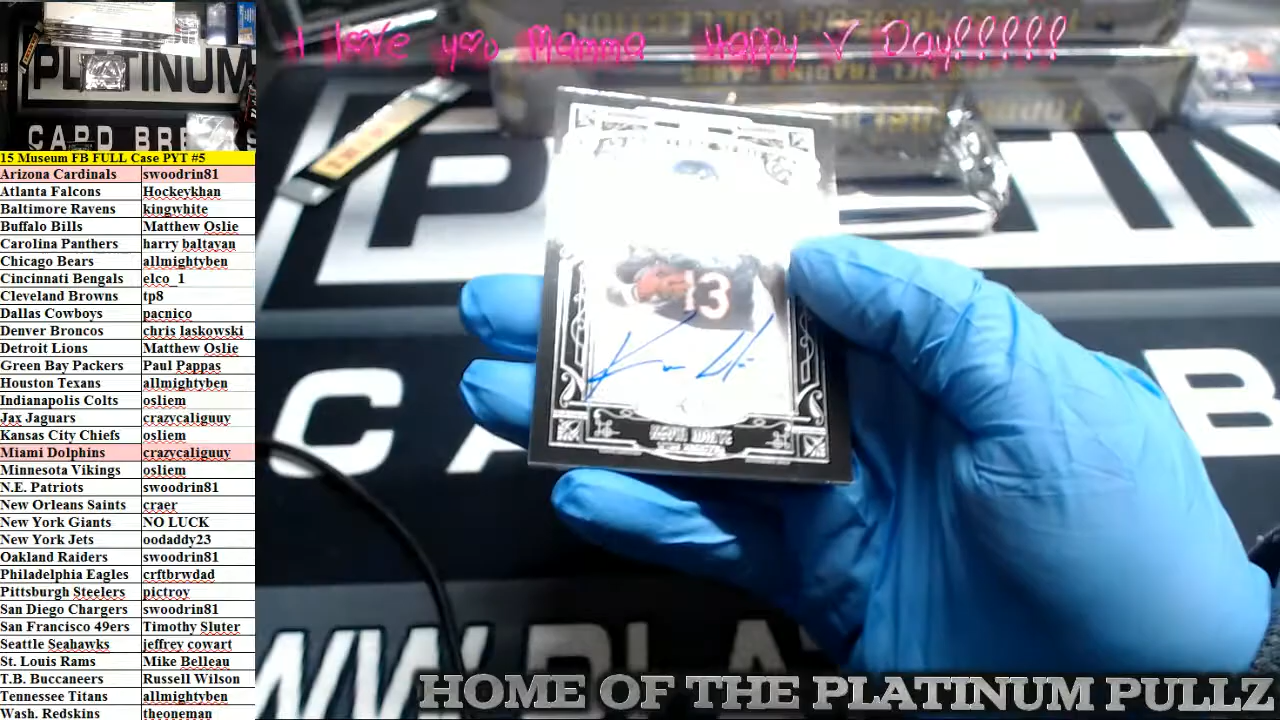 I love you Mamma Happy Day!!!!!
PLATINUM
CARD BRE S
15 Museum FB FULL Case PYT #5
Arizona Cardinals swoodrin81
Atlanta Falcons Hockeykhan
Baltimore Ravens kingwhite
Buffalo Bills Matthew Oslie
Carolina Panthers harry baltayan
Chicago Bears allmightyben
Cincinnati Bengals elco_1
Cleveland Browns tp8
Dallas Cowboys pacnico
Denver Broncos chris laskowski
Detroit Lions Matthew Oslie
Green Bay Packers Paul Pappas
Houston Texans allmightyben
Indianapolis Colts osliem
Jax Jaguars crazycaliguuy
Kansas City Chiefs osliem
Miami Dolphins crazycaliguuy
Minnesota Vikings osliem
N.E. Patriots swoodrin81
New Orleans Saints craer
New York Giants NO LUCK
New York Jets oodaddy23
Oakland Raiders swoodrin81
Philadelphia Eagles crftbrwdad
Pittsburgh Steelers pictroy
San Diego Chargers swoodrin81
San Francisco 49ers Timothy Sluter
Seattle Seahawks jeffrey cowart
St. Louis Rams Mike Belleau
T.B. Buccaneers Russell Wilson
Tennessee Titans allmightyben
Wash. Redskins theoneman
13
KEVIN WHITE
CA
WW.PLA
HOME OF THE PLATINUM PULLZ